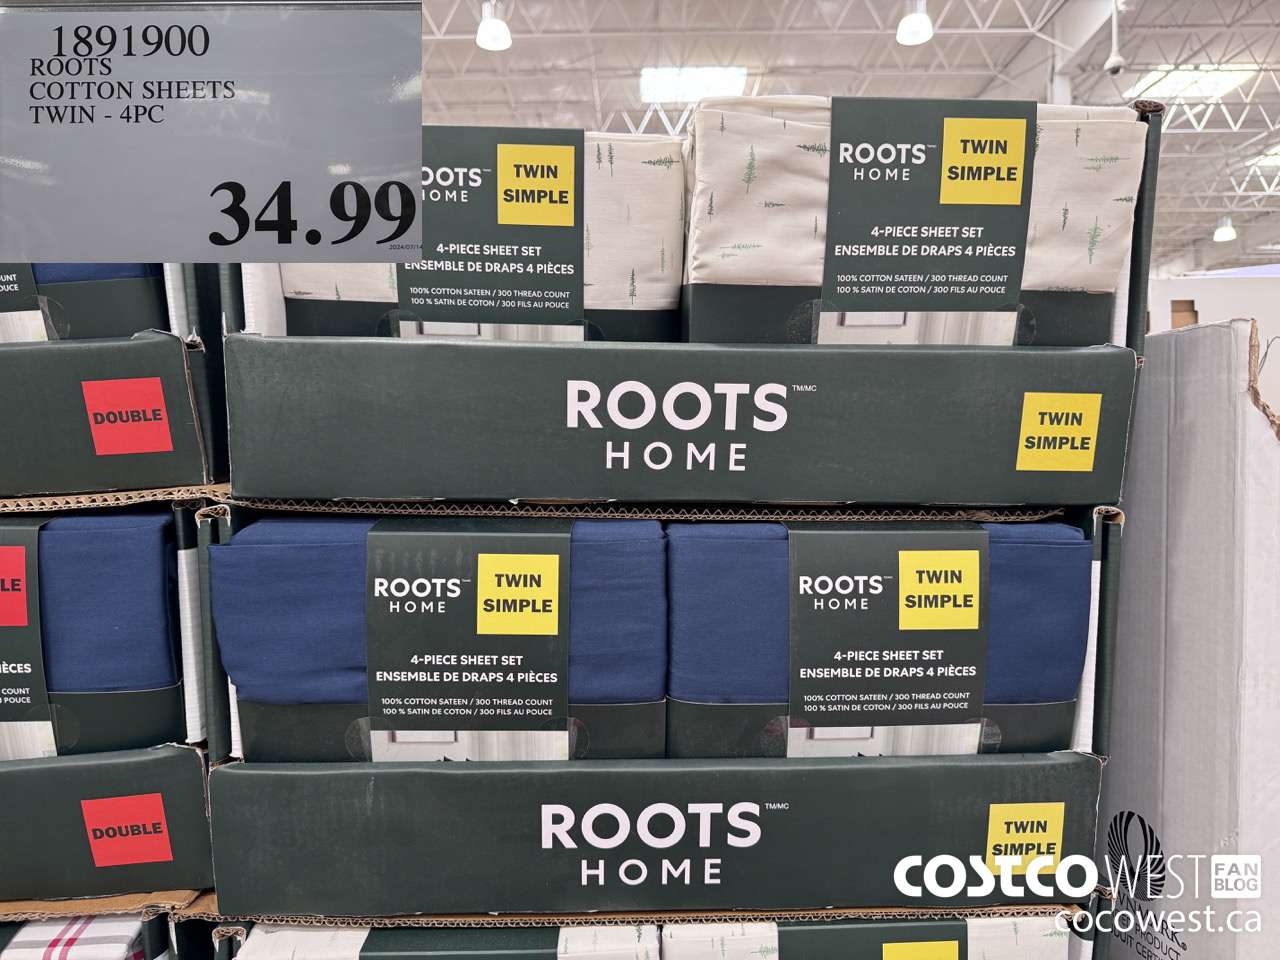 1891900
ROOTS
COTTON SHEETS
TWIN - 4PC
34.99
2024/07/14
ROOTS
HOME
TWIN
SIMPLE
4-PIECE SHEET SET
ENSEMBLE DE DRAPS 4 PIÈCES
100% COTTON SATEEN / 300 THREAD COUNT
100 % SATIN DE COTON / 300 FILS AU POUCE
ROOTS
HOME
TWIN
SIMPLE
4-PIECE SHEET SET
ENSEMBLE DE DRAPS 4 PIÈCES
100% COTTON SATEEN / 300 THREAD COUNT
100 % SATIN DE COTON / 300 FILS AU POUCE
DOUBLE
ROOTS TM/MC
HOME
TWIN
SIMPLE
ROOTS
HOME
TWIN
SIMPLE
4-PIECE SHEET SET
ENSEMBLE DE DRAPS 4 PIÈCES
100% COTTON SATEEN / 300 THREAD COUNT
100 % SATIN DE COTON / 300 FILS AU POUCE
ROOTS
HOME
TWIN
SIMPLE
4-PIECE SHEET SET
ENSEMBLE DE DRAPS 4 PIÈCES
100% COTTON SATEEN / 300 THREAD COUNT
100 % SATIN DE COTON / 300 FILS AU POUCE
LE
IÈCES
COUNT
POUCE
DOUBLE
ROOTS TM/MC
HOME
TWIN
SIMPLE
COSTCO WEST FAN BLOG
cocowest.ca